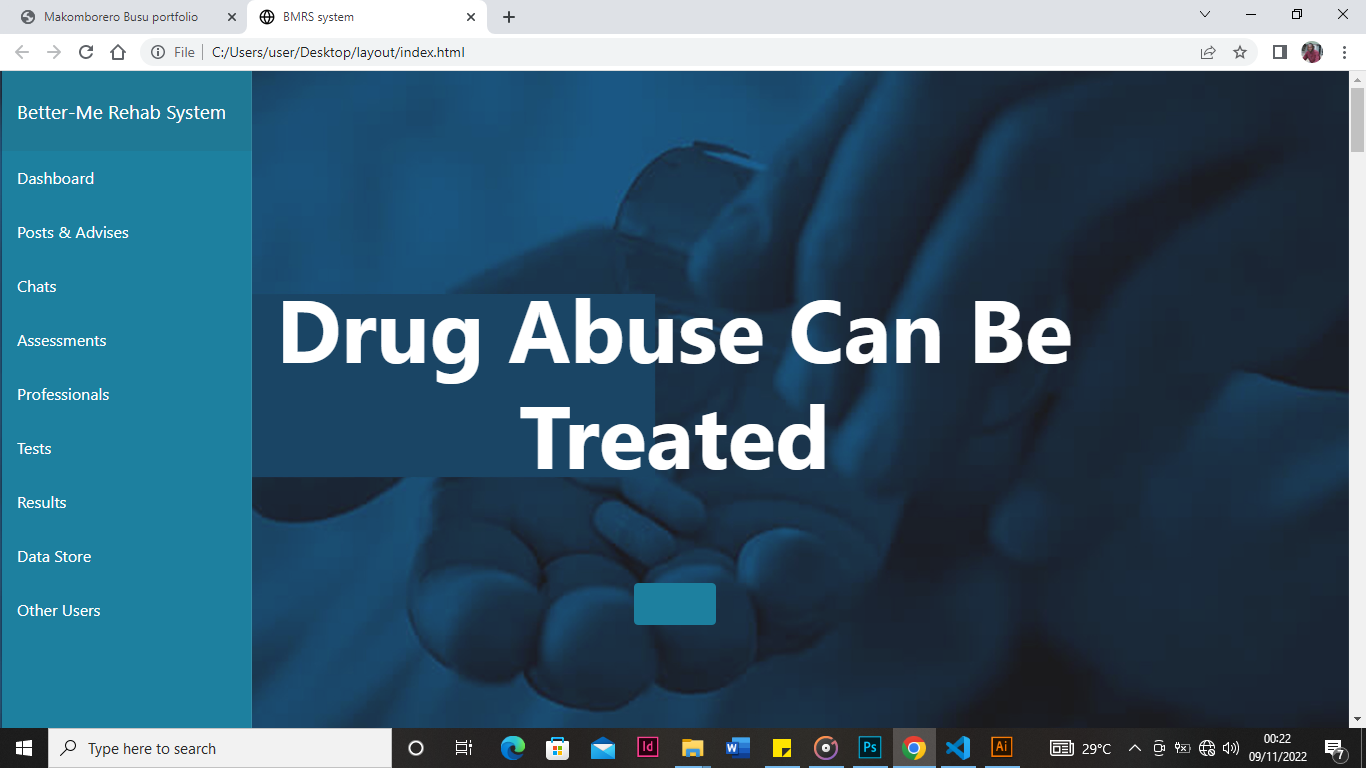 Makomborero Busu portfolio
BMRS system
File
C:/Users/user/Desktop/layout/index.html
Better-Me Rehab System
Dashboard
Posts & Advises
Chats
Assessments
Professionals
Tests
Results
Data Store
Other Users
Drug Abuse Can Be
Treated
Type here to search
Id
W
Ps
Ai
29°C
00:22
09/11/2022
7